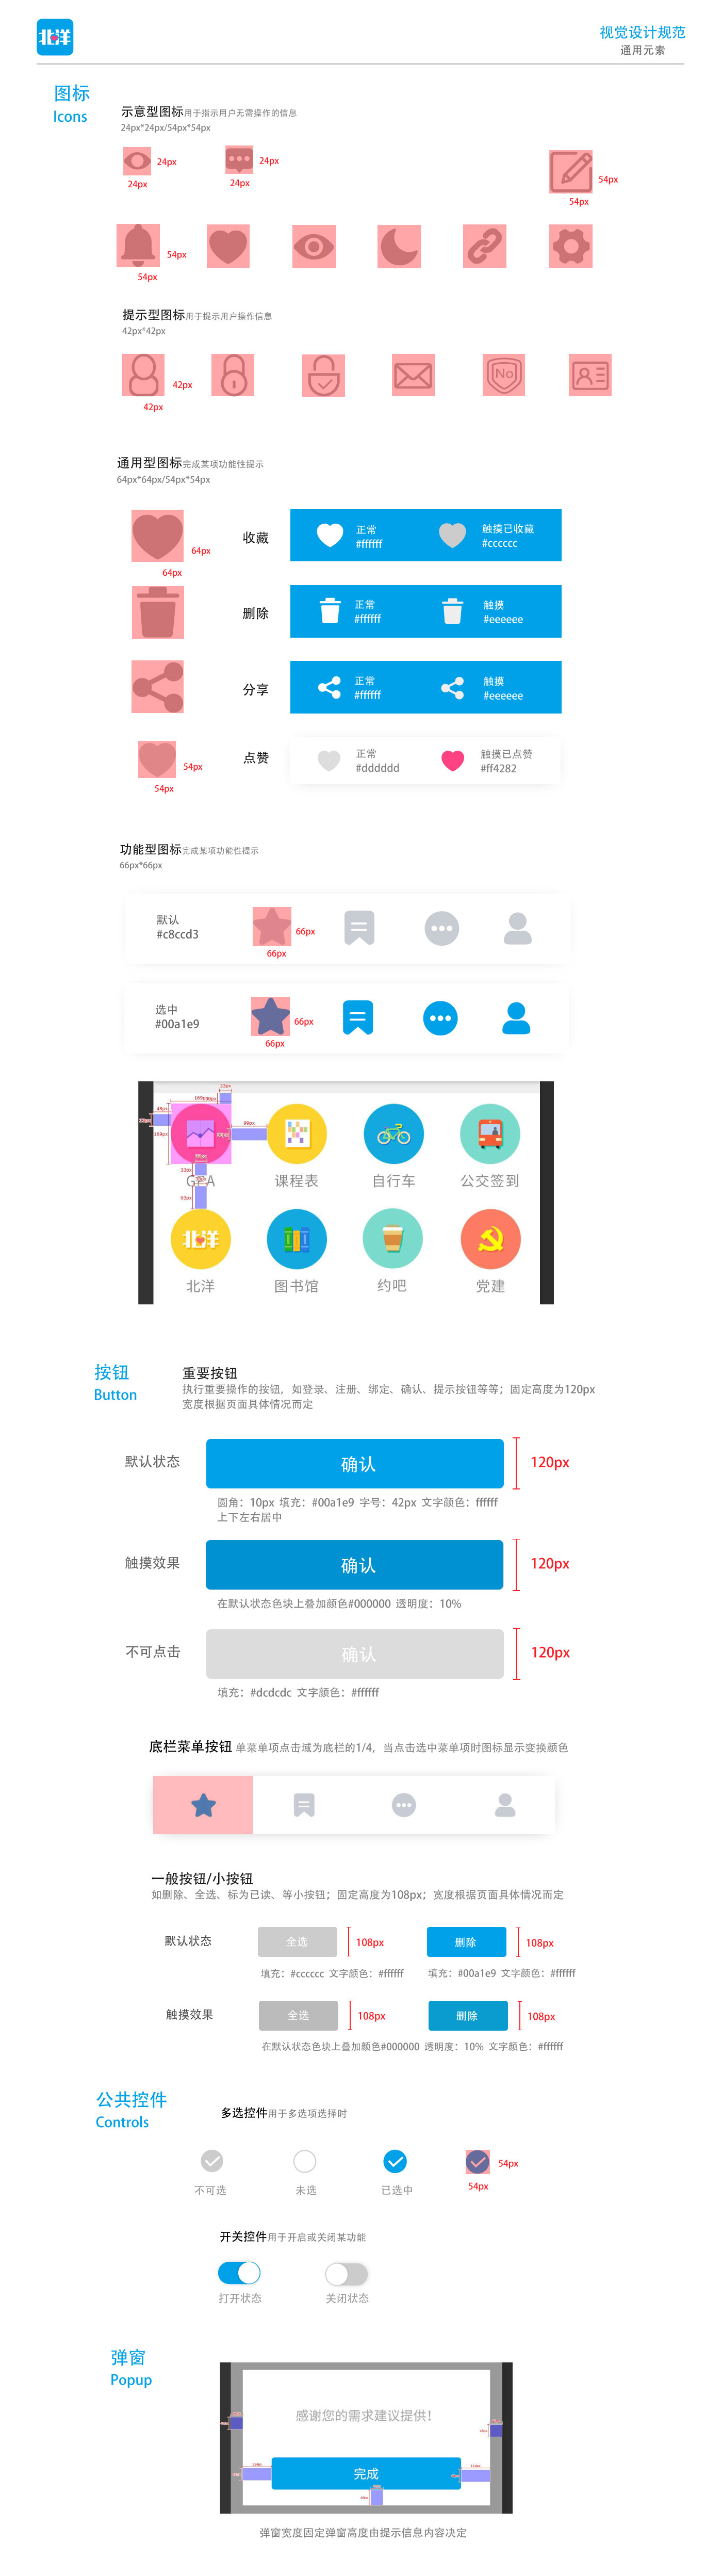 北洋
视觉设计规范
通用元素
图标
Icons
示意型图标用于指示用户无需操作的信息
24px*24px/54px*54px
24px
24px
24px
24px
54px
54px
54px
54px
提示型图标用于提示用户操作信息
42px*42px
No
42px
42px
通用型图标完成某项功能性提示
64px*64px/54px*54px
64px
64px
收藏
正常
#ffffff
触摸已收藏
#cccccc
删除
正常
#ffffff
触摸
#eeeeee
分享
正常
#ffffff
触摸
#eeeeee
54px
54px
点赞
正常
#dddddd
触摸已点赞
#ff4282
功能型图标完成某项功能性提示
66px*66px
默认
#c8ccd3
66px
66px
选中
#00a1e9
66px
66px
GPA
课程表
自行车
公交签到
北洋
北洋
图书馆
约吧
党建
按钮
Button
重要按钮
执行重要操作的按钮，如登录、注册、绑定、确认、提示按钮等等；固定高度为120px
宽度根据页面具体情况而定
默认状态
确认
120px
圆角：10px 填充：#00a1e9 字号：42px 文字颜色：ffffff
上下左右居中
触摸效果
确认
120px
在默认状态色块上叠加颜色#000000 透明度：10%
不可点击
确认
120px
填充：#dcdcdc 文字颜色：#ffffff
底栏菜单按钮 单菜单项点击域为底栏的1/4，当点击选中菜单项时图标显示变换颜色
一般按钮/小按钮
如删除、全选、标为已读、等小按钮；固定高度为108px；宽度根据页面具体情况而定
默认状态
全选
108px
删除
108px
填充：#cccccc 文字颜色：#ffffff
填充：#00a1e9 文字颜色：#ffffff
触摸效果
全选
108px
删除
108px
在默认状态色块上叠加颜色#000000 透明度：10% 文字颜色：#ffffff
公共控件
Controls
多选控件用于多选项选择时
54px
54px
不可选
未选
已选中
开关控件用于开启或关闭某功能
打开状态
关闭状态
弹窗
Popup
感谢您的需求建议提供！
完成
弹窗宽度固定弹窗高度由提示信息内容决定